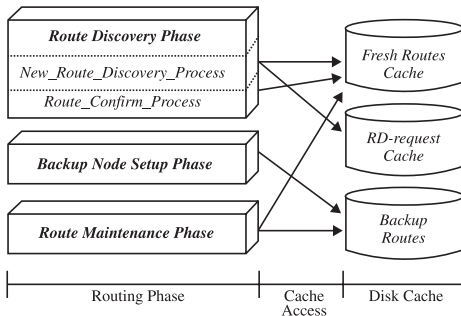 Route Discovery Phase
New_Route_Discovery_Process
Route_Confirm_Process
Backup Node Setup Phase
Route Maintenance Phase
Fresh Routes
Cache
RD-request
Cache
Backup
Routes
Routing Phase
Cache
Access
Disk Cache